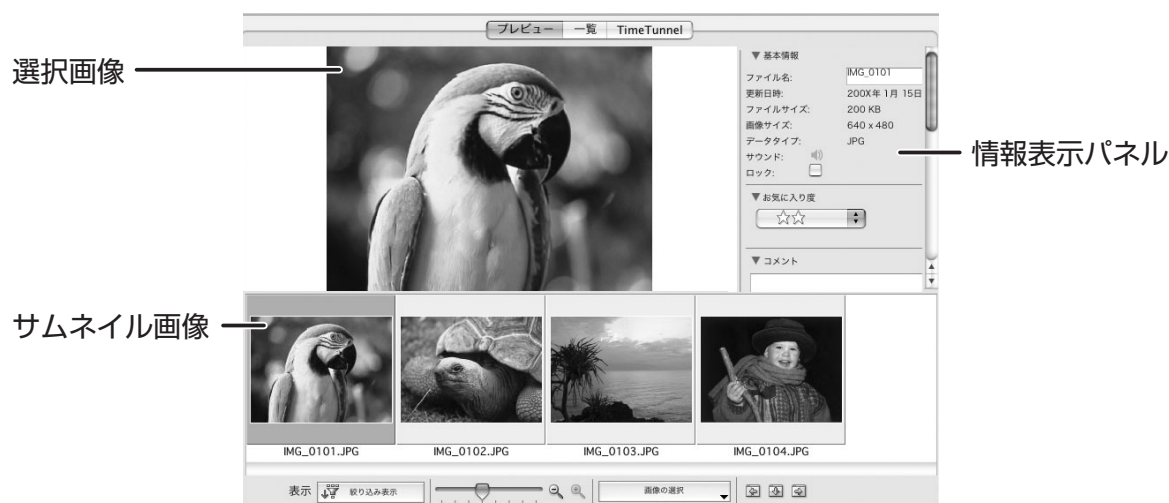 プレビュー 一覧 TimeTunnel
選択画像
▼基本情報
ファイル名: IMG_0101
更新日時: 200X年 1月 15日
ファイルサイズ: 200 KB
画像サイズ: 640 x 480
データタイプ: JPG
サウンド:
ロック:
情報表示パネル
▼お気に入り度
☆☆
▼コメント
サムネイル画像
IMG_0101.JPG IMG_0102.JPG IMG_0103.JPG IMG_0104.JPG
表示 絞り込み表示 画像の選択